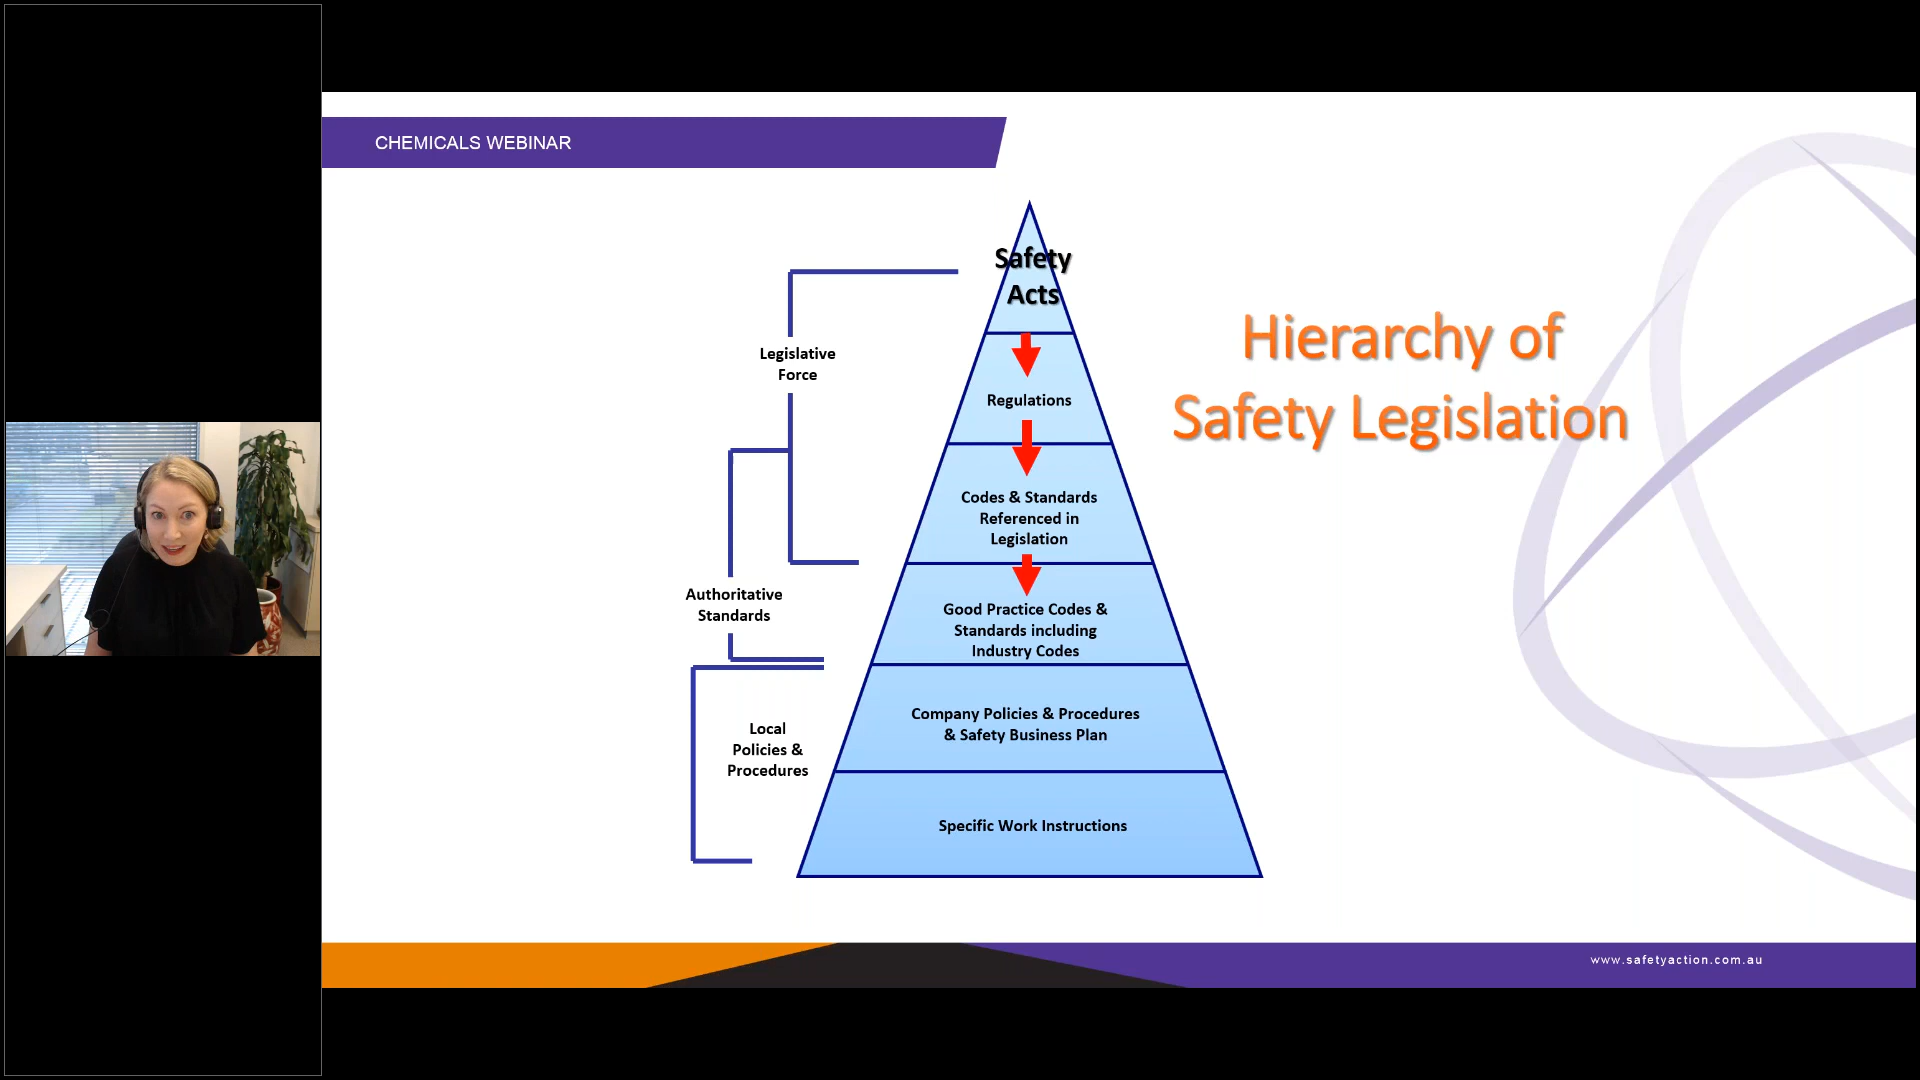 CHEMICALS WEBINAR
Safety
Acts
Hierarchy of
Safety Legislation
Legislative
Force
Regulations
Codes & Standards
Referenced in
Legislation
Authoritative
Standards
Good Practice Codes &
Standards including
Industry Codes
Local
Policies &
Procedures
Company Policies & Procedures
& Safety Business Plan
Specific Work Instructions
www.safetyaction.com.au